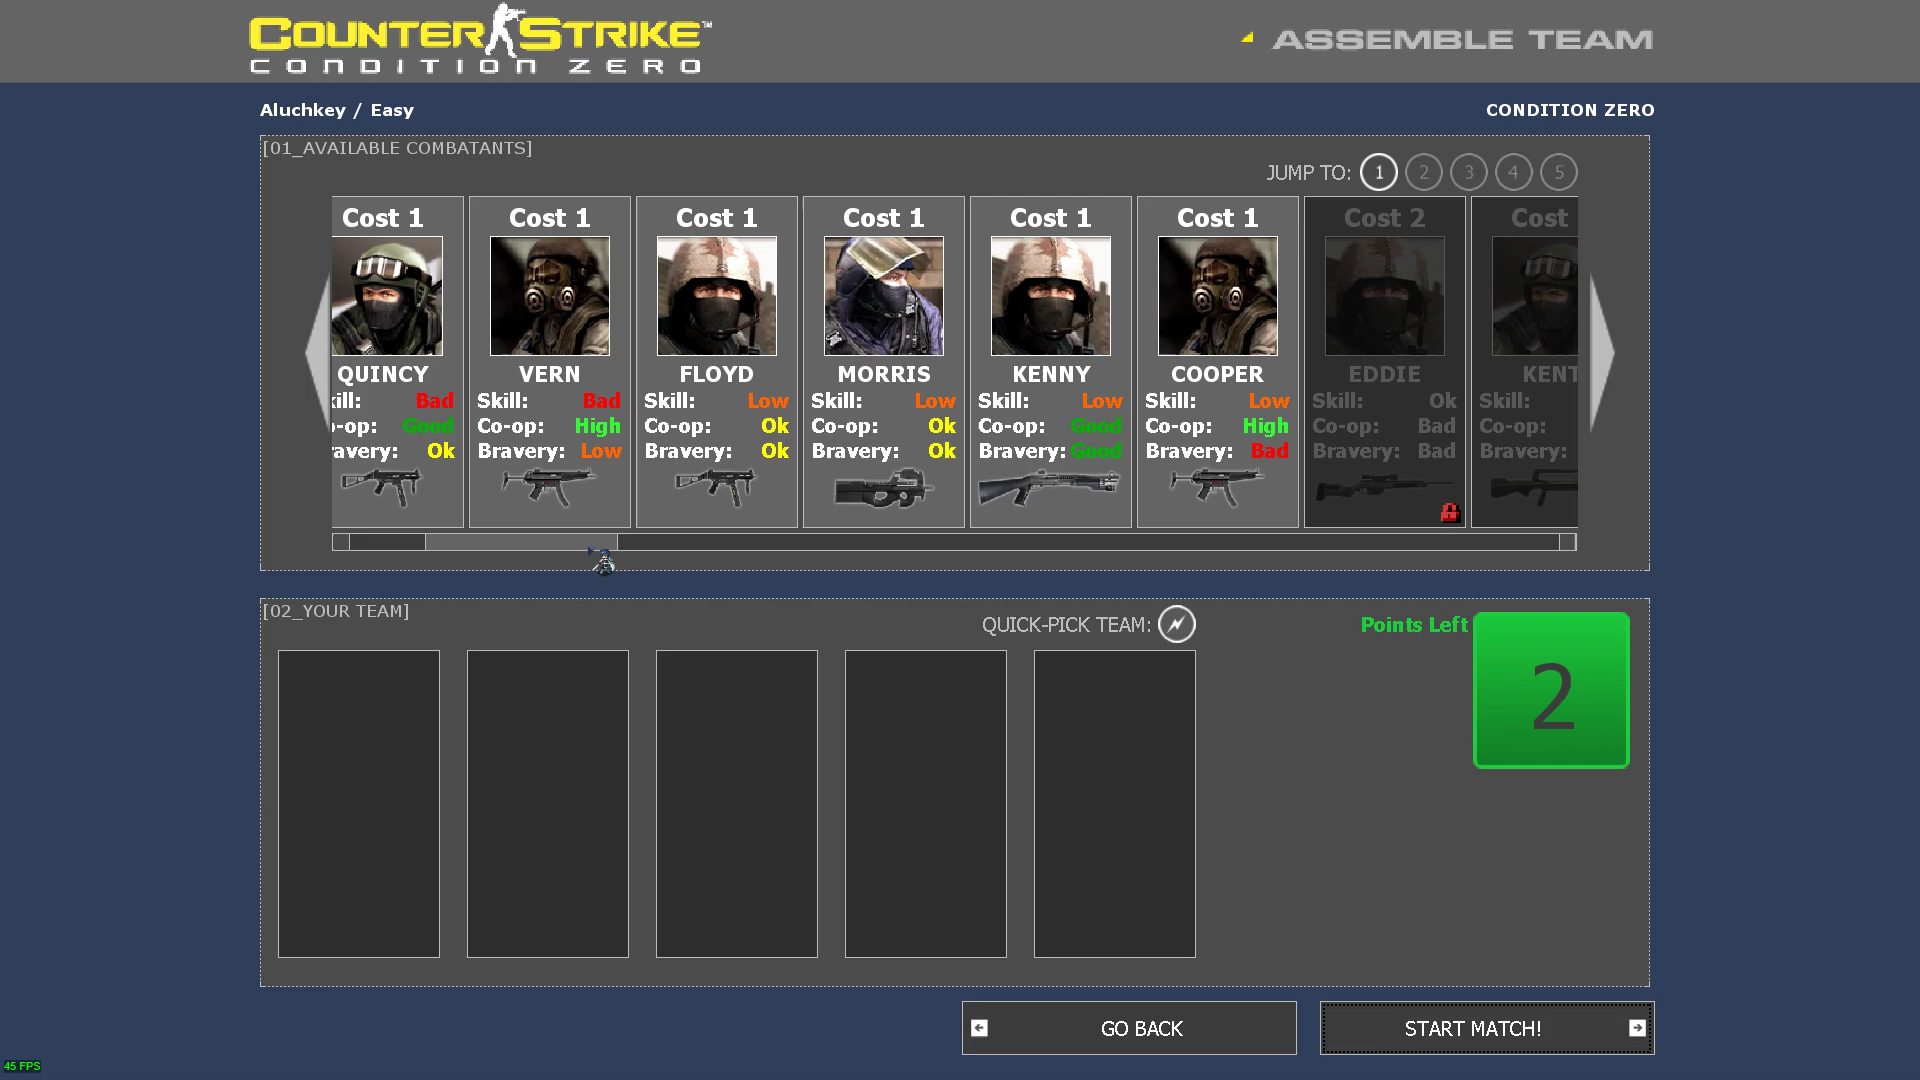 COUNTER STRIKE™
CONDITION ZERO
ASSEMBLE TEAM
Aluchkey / Easy
CONDITION ZERO
[01_AVAILABLE COMBATANTS]
JUMP TO: 1 2 3 4 5
Cost 1 Cost 1 Cost 1 Cost 1 Cost 1 Cost 1 Cost 2 Cost
QUINCY VERN FLOYD MORRIS KENNY COOPER EDDIE KENT
kill: Bad Skill: Bad Skill: Low Skill: Low Skill: Low Skill: Low Skill: Ok Skill:
o-op: Good Co-op: High Co-op: Ok Co-op: Ok Co-op: Good Co-op: High Co-op: Bad Co-op:
ravery: Ok Bravery: Low Bravery: Ok Bravery: Ok Bravery: Good Bravery: Bad Bravery: Bad Bravery:
[02_YOUR TEAM]
QUICK-PICK TEAM:
Points Left
2
GO BACK
START MATCH!
45 FPS